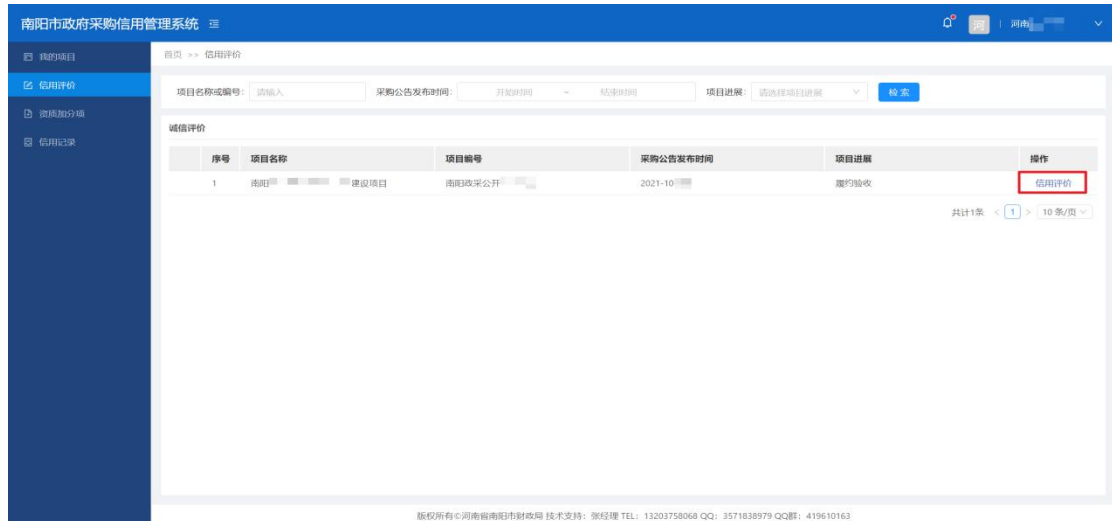 南阳市政府采购信用管理系统
河 | 河南
我的项目
首页 >> 信用评价
信用评价
项目名称或编号: 请输入 采购公告发布时间: 开始时间 ~ 结束时间 项目进展: 请选择项目进展 检索
资质加分项
诚信评价
信用记录
序号 项目名称 项目编号 采购公告发布时间 项目进展 操作
1 南阳 建设项目 南阳政采公开 2021-10 履约验收 信用评价
共计1条 < 1 > 10 条/页
版权所有©河南省南阳市财政局 技术支持: 张经理 TEL: 13203758068 QQ: 3571838979 QQ群: 419610163